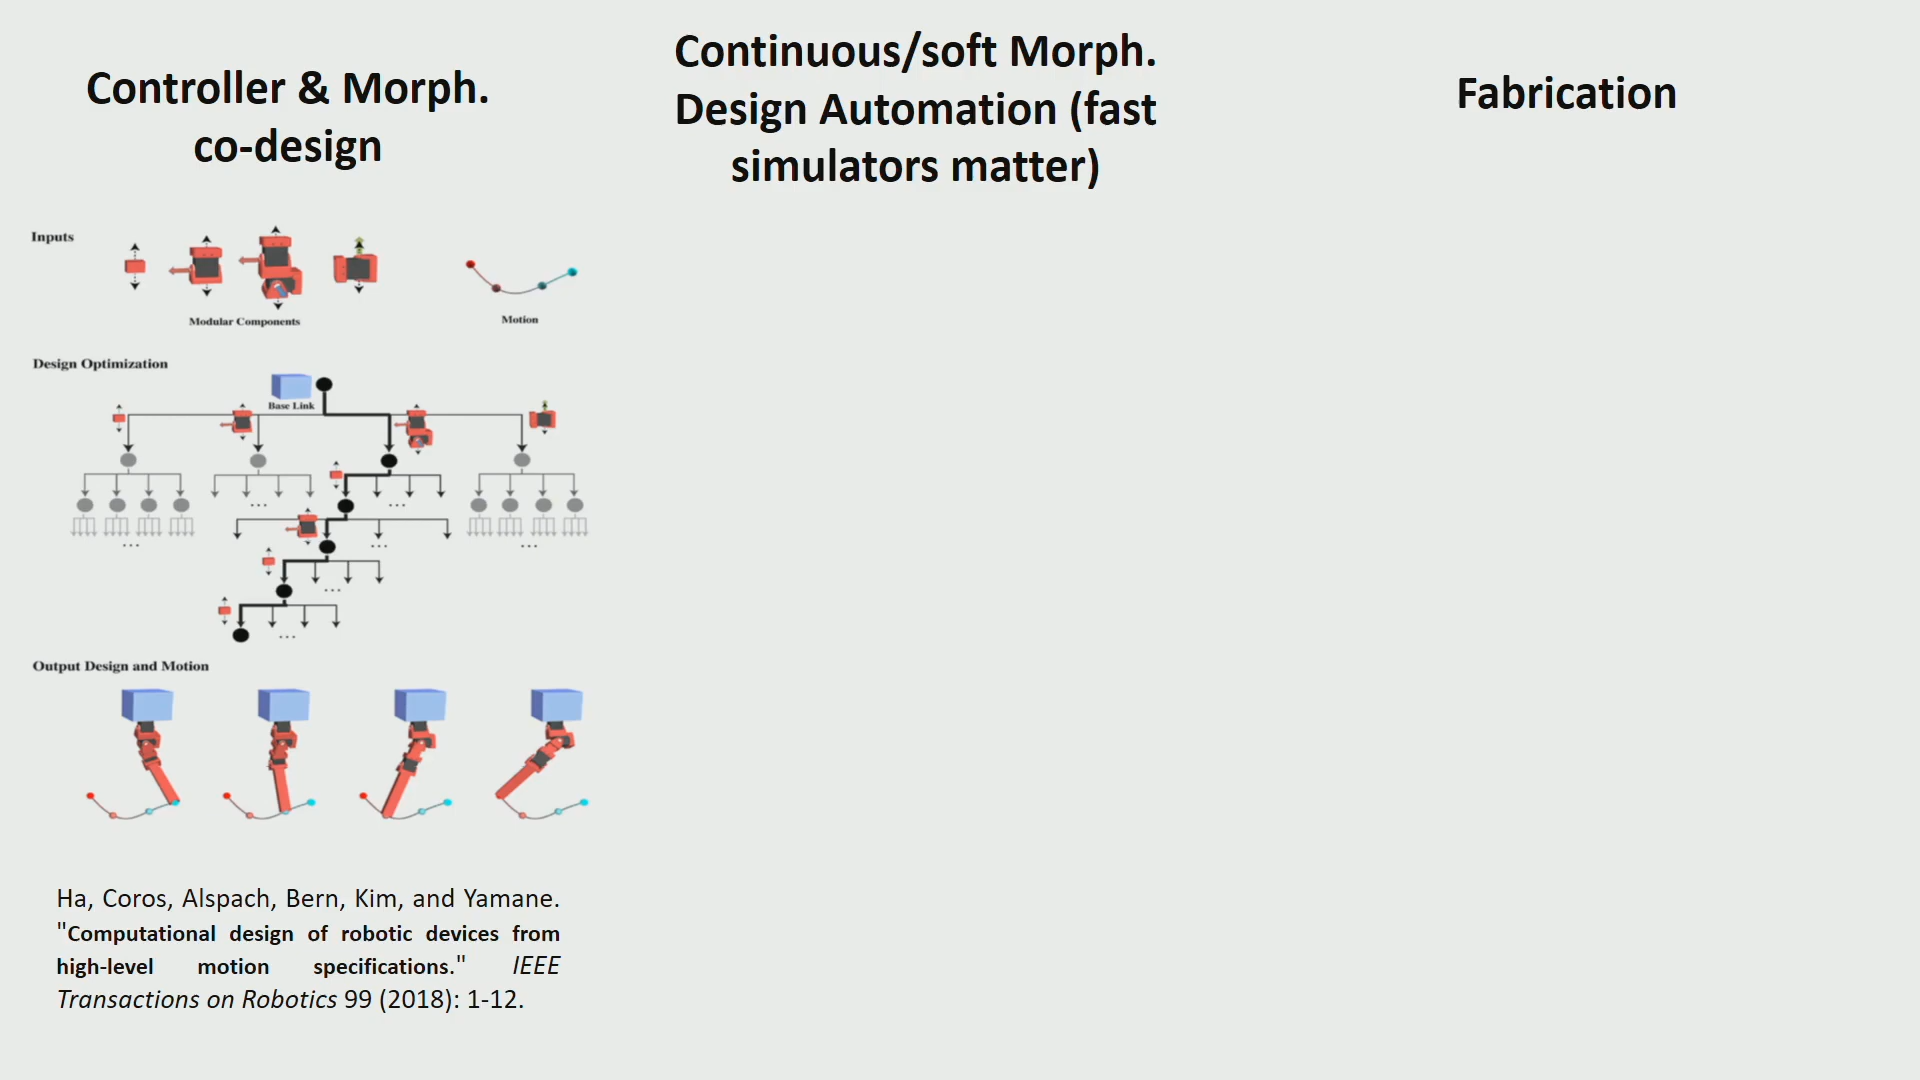 Controller & Morph.
co-design
Continuous/soft Morph.
Design Automation (fast
simulators matter)
Fabrication
Inputs
Modular Components
Motion
Design Optimization
Base Link
...
...
...
...
...
...
...
...
Output Design and Motion
Ha, Coros, Alspach, Bern, Kim, and Yamane.
"Computational design of robotic devices from
high-level motion specifications." IEEE
Transactions on Robotics 99 (2018): 1-12.